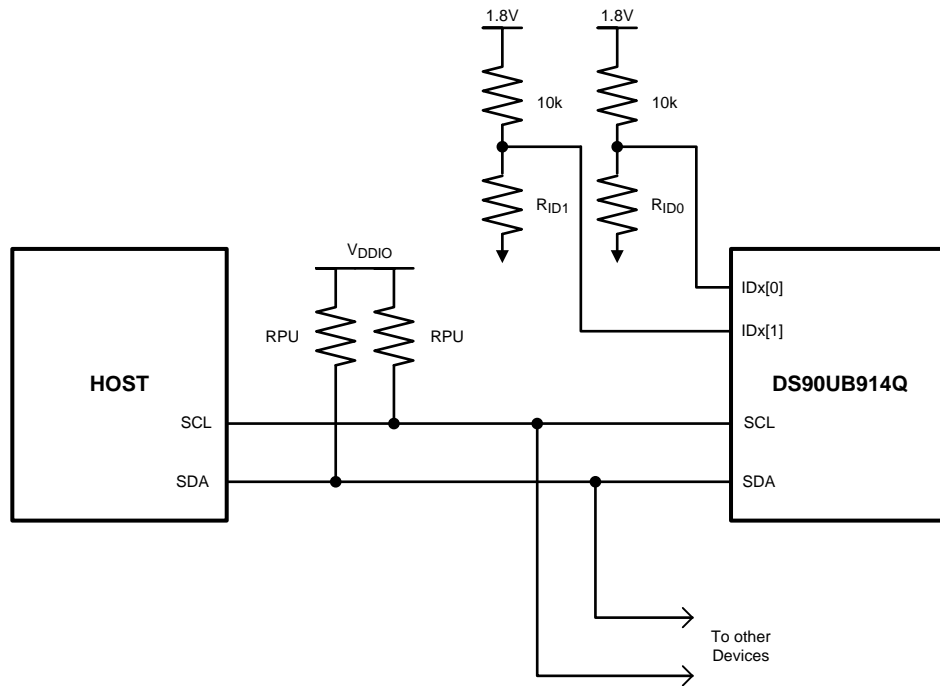 1.8V
1.8V
10k
10k
RID1
RID0
VDDIO
RPU
RPU
HOST
SCL
SDA
IDx[0]
IDx[1]
DS90UB914Q
SCL
SDA
To other
Devices